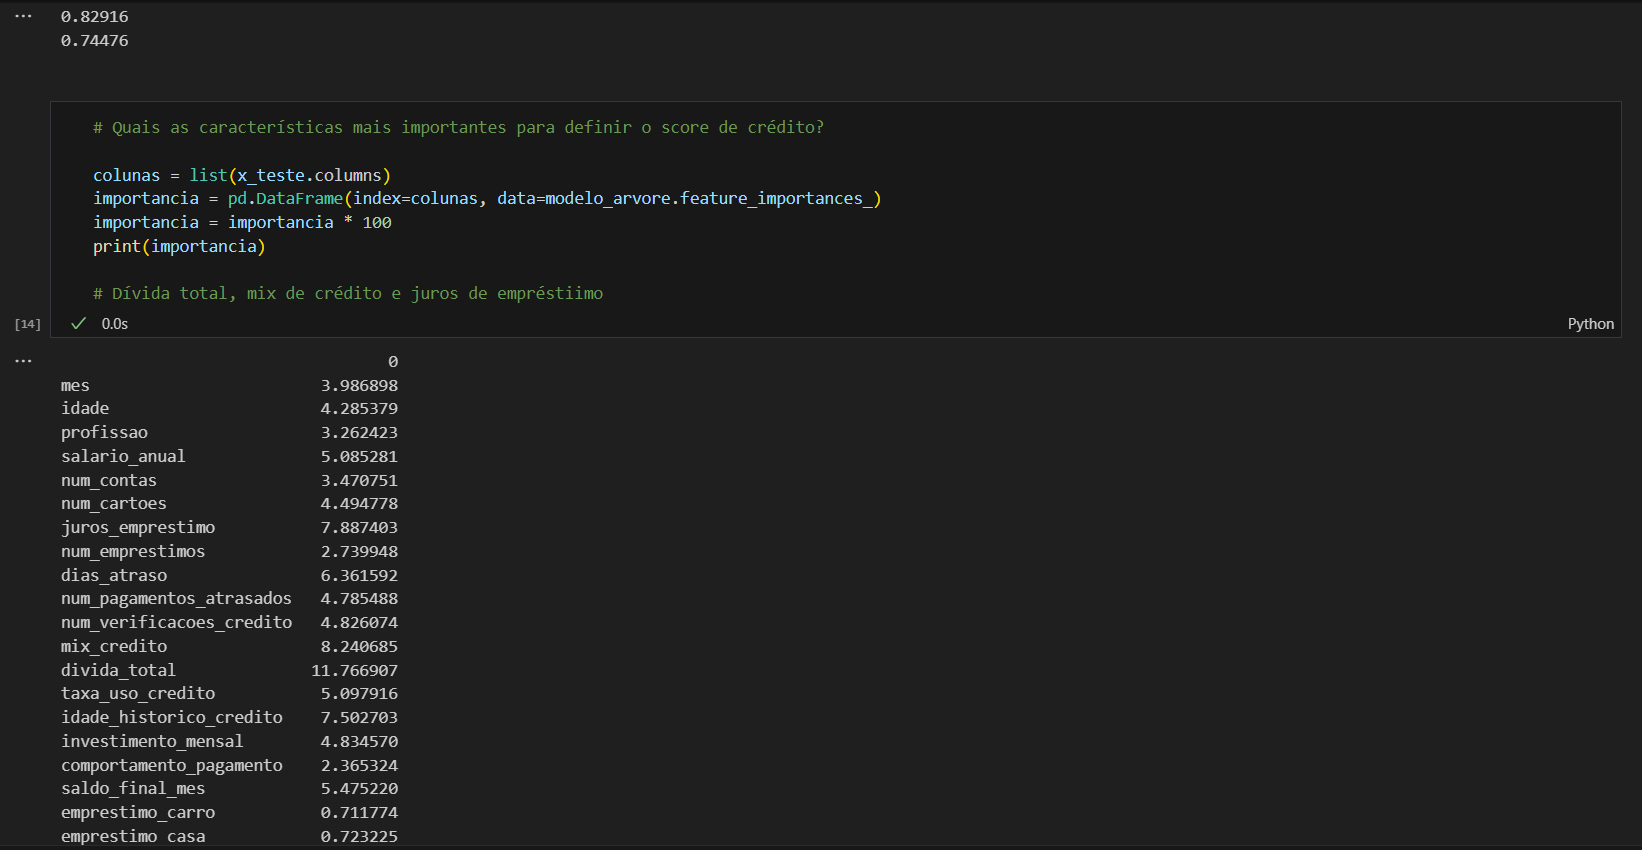 ···
0.82916
0.74476
# Quais as características mais importantes para definir o score de crédito?
colunas = list(x_teste.columns)
importancia = pd.DataFrame(index=colunas, data=modelo_arvore.feature_importances_)
importancia = importancia * 100
print(importancia)
# Dívida total, mix de crédito e juros de empréstiimo
[14] ✓ 0.0s Python
···
0
mes 3.986898
idade 4.285379
profissao 3.262423
salario_anual 5.085281
num_contas 3.470751
num_cartoes 4.494778
juros_emprestimo 7.887403
num_emprestimos 2.739948
dias_atraso 6.361592
num_pagamentos_atrasados 4.785488
num_verificacoes_credito 4.826074
mix_credito 8.240685
divida_total 11.766907
taxa_uso_credito 5.097916
idade_historico_credito 7.502703
investimento_mensal 4.834570
comportamento_pagamento 2.365324
saldo_final_mes 5.475220
emprestimo_carro 0.711774
emprestimo_casa 0.723225